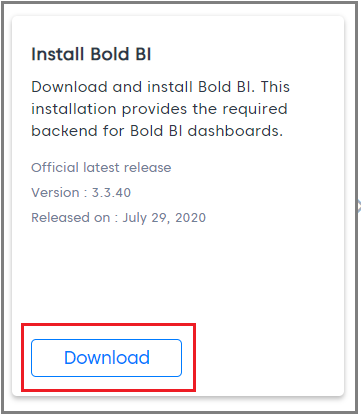 Install Bold BI
Download and install Bold BI. This
installation provides the required
backend for Bold BI dashboards.
Official latest release
Version : 3.3.40
Released on : July 29, 2020
Download